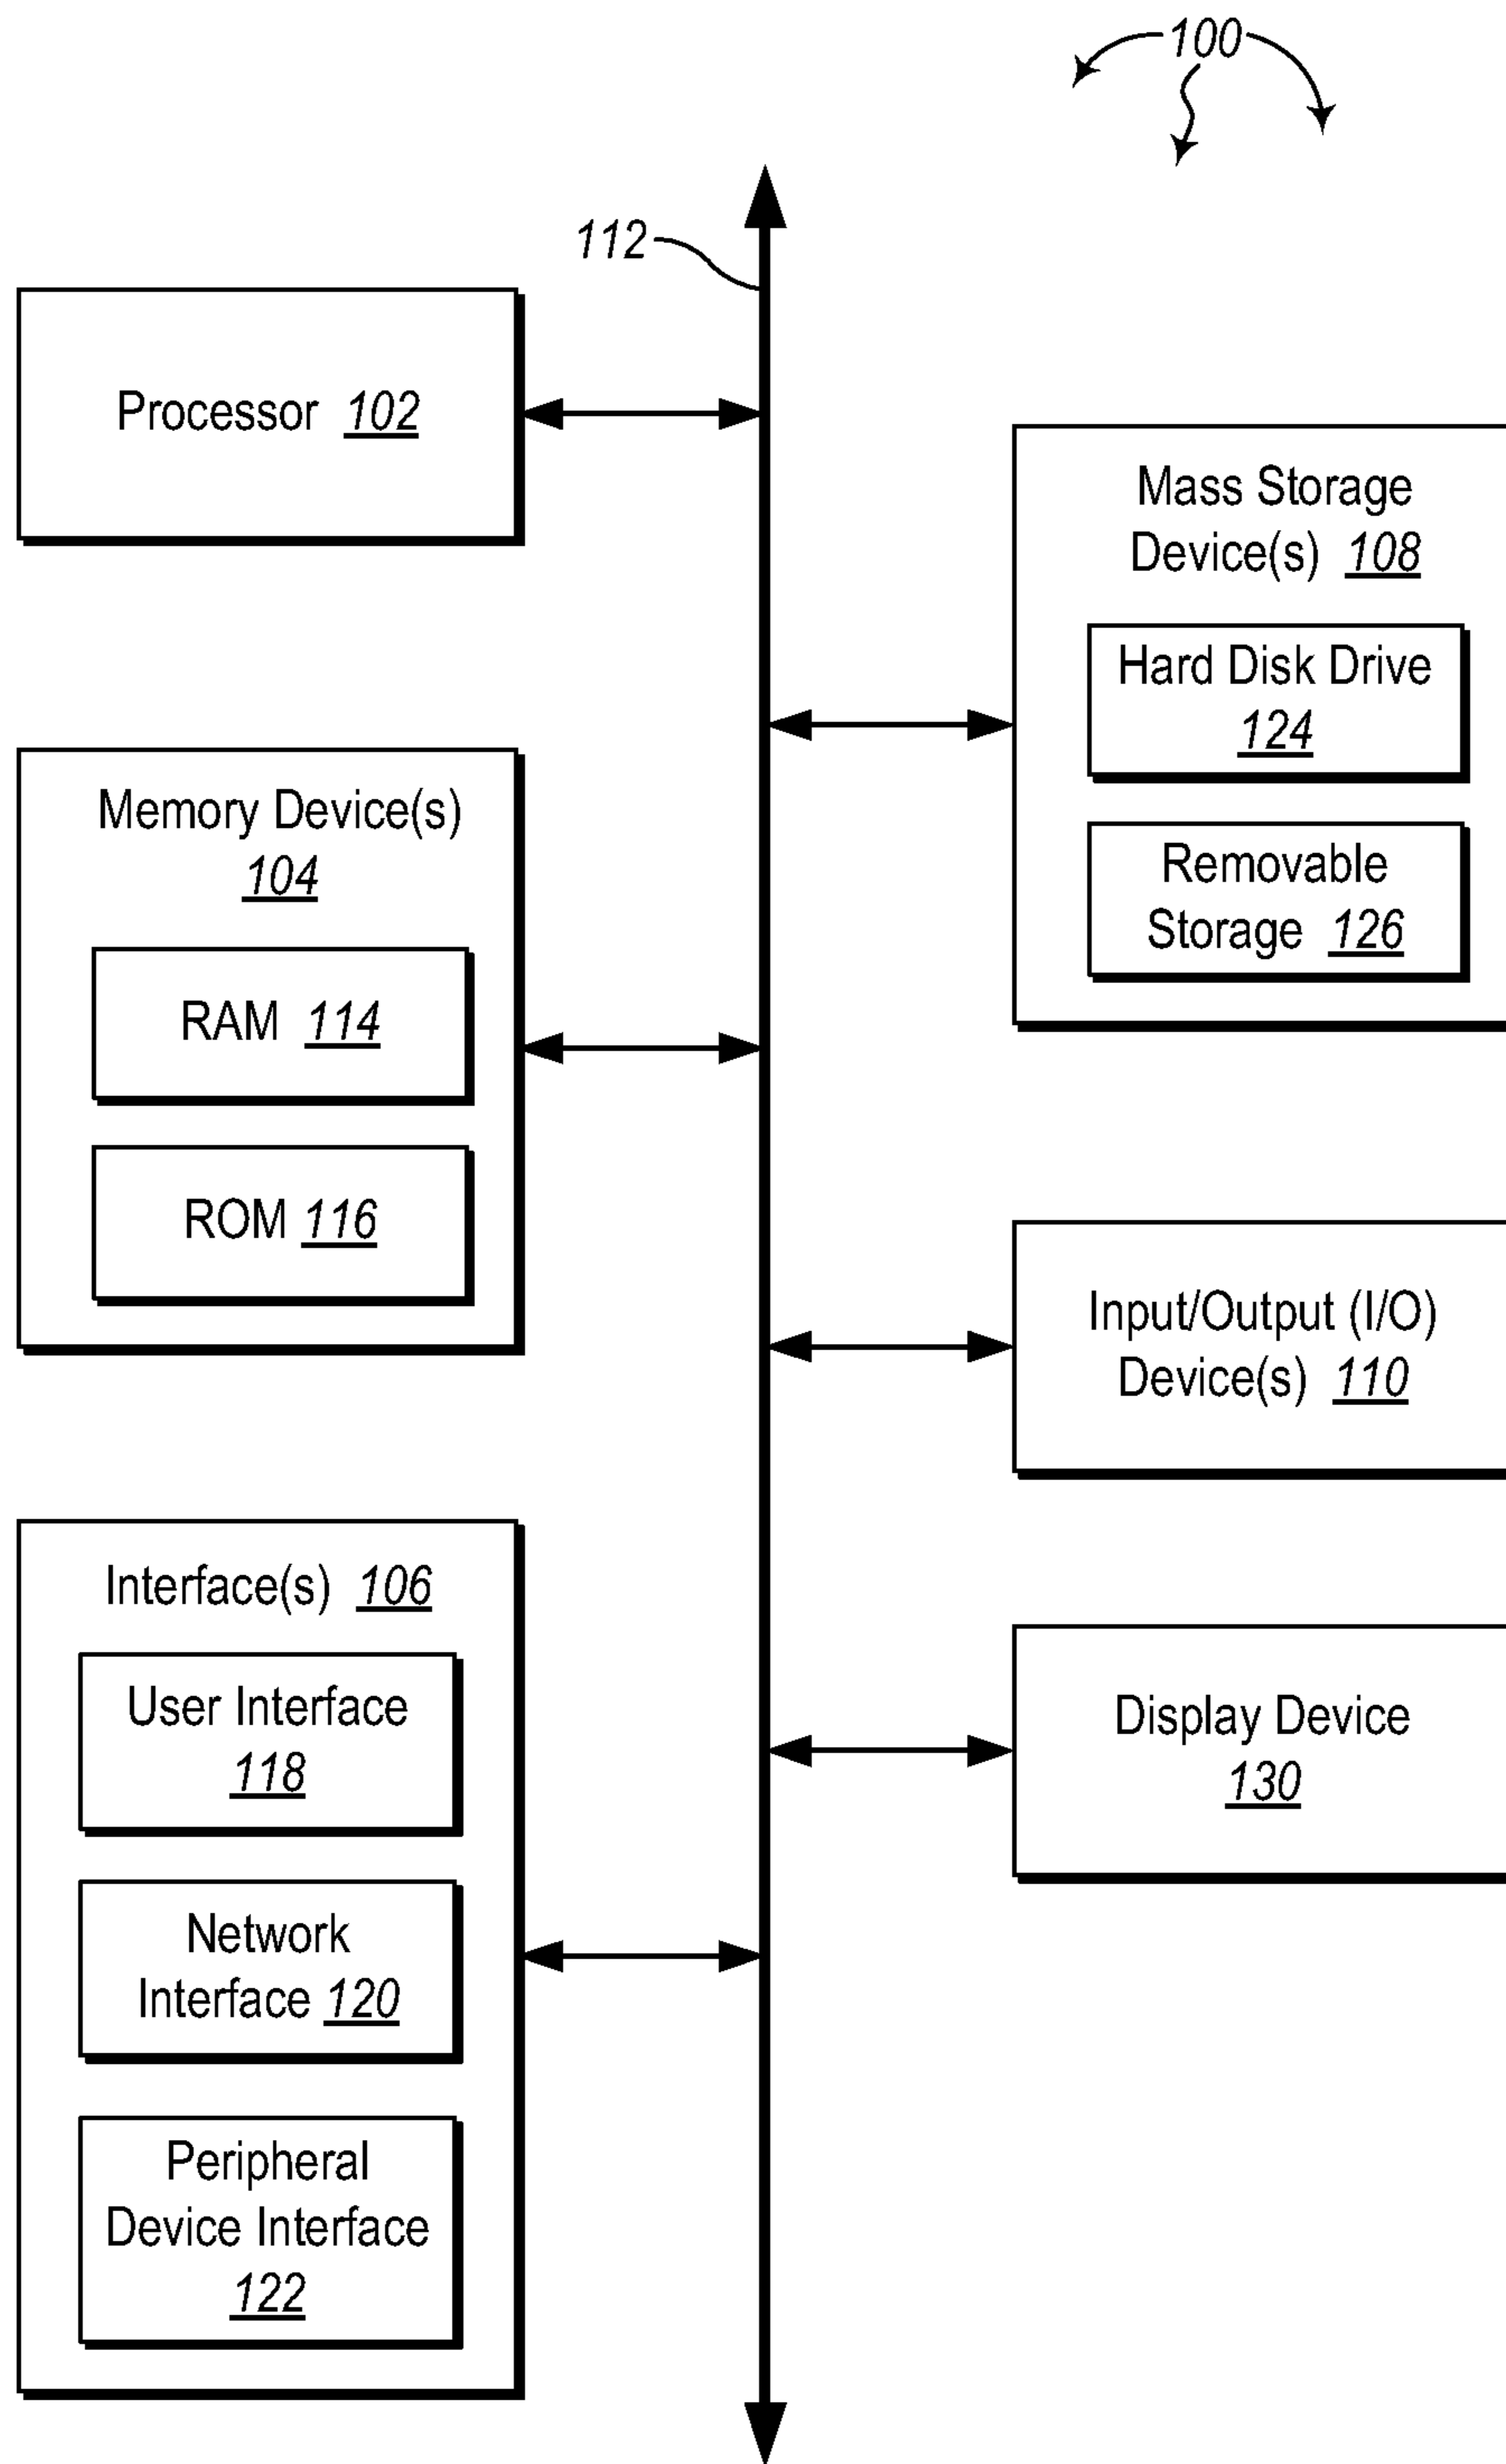 100
112
Processor 102
Memory Device(s)
104
RAM 114
ROM 116
Interface(s) 106
User Interface
118
Network
Interface 120
Peripheral
Device Interface
122
Mass Storage
Device(s) 108
Hard Disk Drive
124
Removable
Storage 126
Input/Output (I/O)
Device(s) 110
Display Device
130